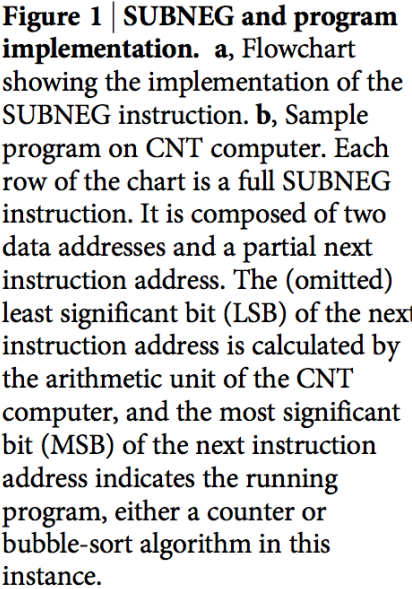 Figure 1 | SUBNEG and program
implementation. a, Flowchart
showing the implementation of the
SUBNEG instruction. b, Sample
program on CNT computer. Each
row of the chart is a full SUBNEG
instruction. It is composed of two
data addresses and a partial next
instruction address. The (omitted)
least significant bit (LSB) of the next
instruction address is calculated by
the arithmetic unit of the CNT
computer, and the most significant
bit (MSB) of the next instruction
address indicates the running
program, either a counter or
bubble-sort algorithm in this
instance.